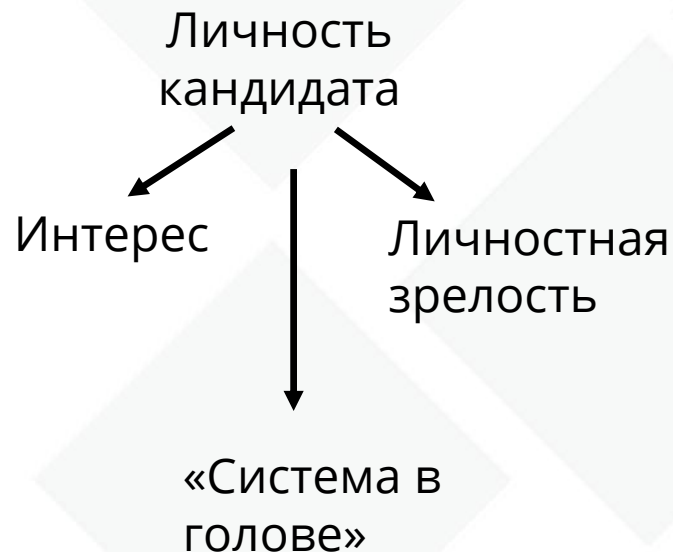 Личность
кандидата
Интерес
Личностная
зрелость
«Система в
голове»